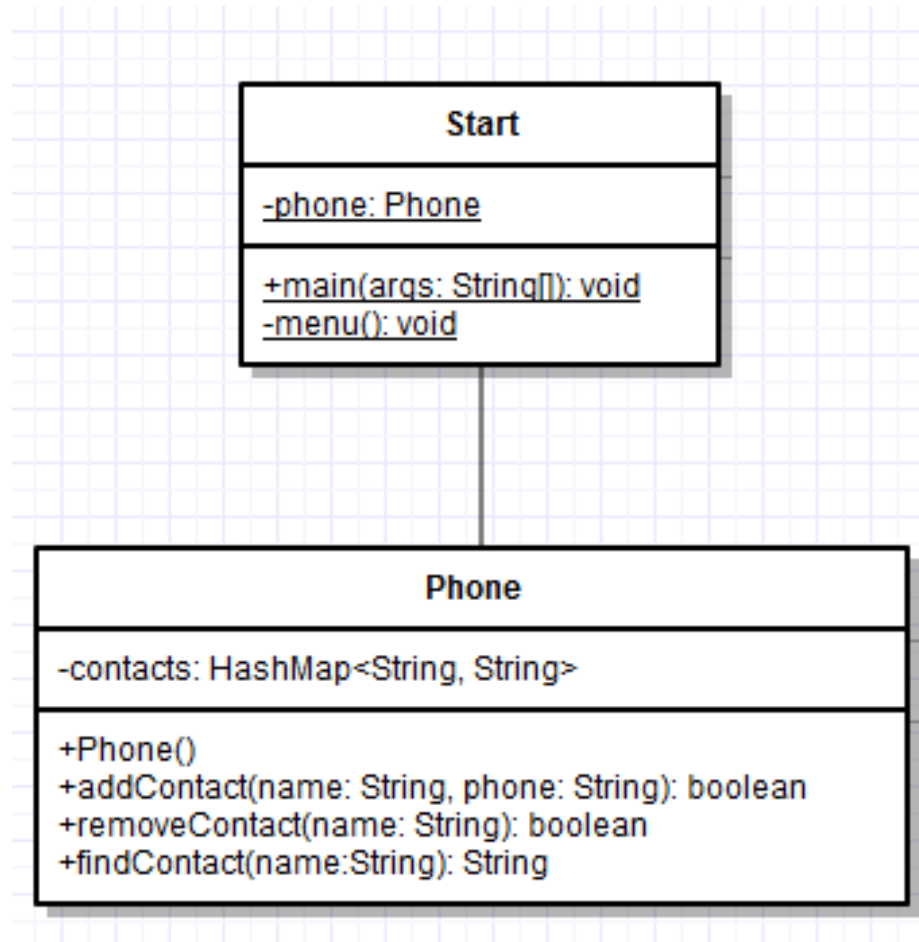 Start
-phone: Phone
+main(args: String[]): void
-menu(): void
Phone
-contacts: HashMap<String, String>
+Phone()
+addContact(name: String, phone: String): boolean
+removeContact(name: String): boolean
+findContact(name:String): String